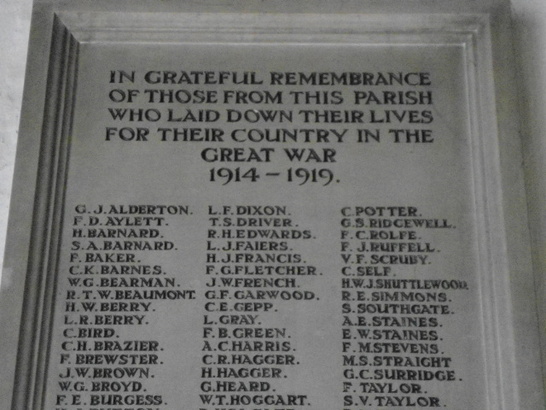 IN GRATEFUL REMEMBRANCE
OF THOSE FROM THIS PARISH
WHO LAID DOWN THEIR LIVES
FOR THEIR COUNTRY IN THE
GREAT WAR
1914 - 1919.
G. J. ALDERTON.
F. D. AYLETT.
H. BARNARD.
S. A. BARNARD.
F. BAKER.
C. K. BARNES.
W. G. BEARMAN.
R. T. W. BEAUMONT.
H. W. BERRY.
L. R. BERRY.
C. BIRD.
C. H. BRAZIER.
F. BREWSTER.
J. W. BROWN.
W. G. BROYD.
F. E. BURGESS.
L. F. DIXON.
T. S. DRIVER.
R. H. EDWARDS.
L. J. FAIERS.
H. J. FRANCIS.
F. G. FLETCHER.
J. W. FRENCH.
G. F. GARWOOD.
C. E. GEPP.
L. GRAY.
F. B. GREEN.
A. C. HARRIS.
C. R. HAGGER.
H. HAGGER.
G. HEARD.
W. T. HOGGART.
C. POTTER.
G. S. RIDGEWELL.
F. C. ROLFE.
F. J. RUFFELL.
V. F. SCRUBY.
C. SELF.
H. W. J. SHUTTLEWOOD.
R. E. SIMMONS.
S. SOUTHGATE.
A. E. STAINES.
E. W. STAINES.
F. M. STEVENS.
M. S. STRAIGHT
G. C. SURRIDGE.
F. TAYLOR.
S. V. TAYLOR.